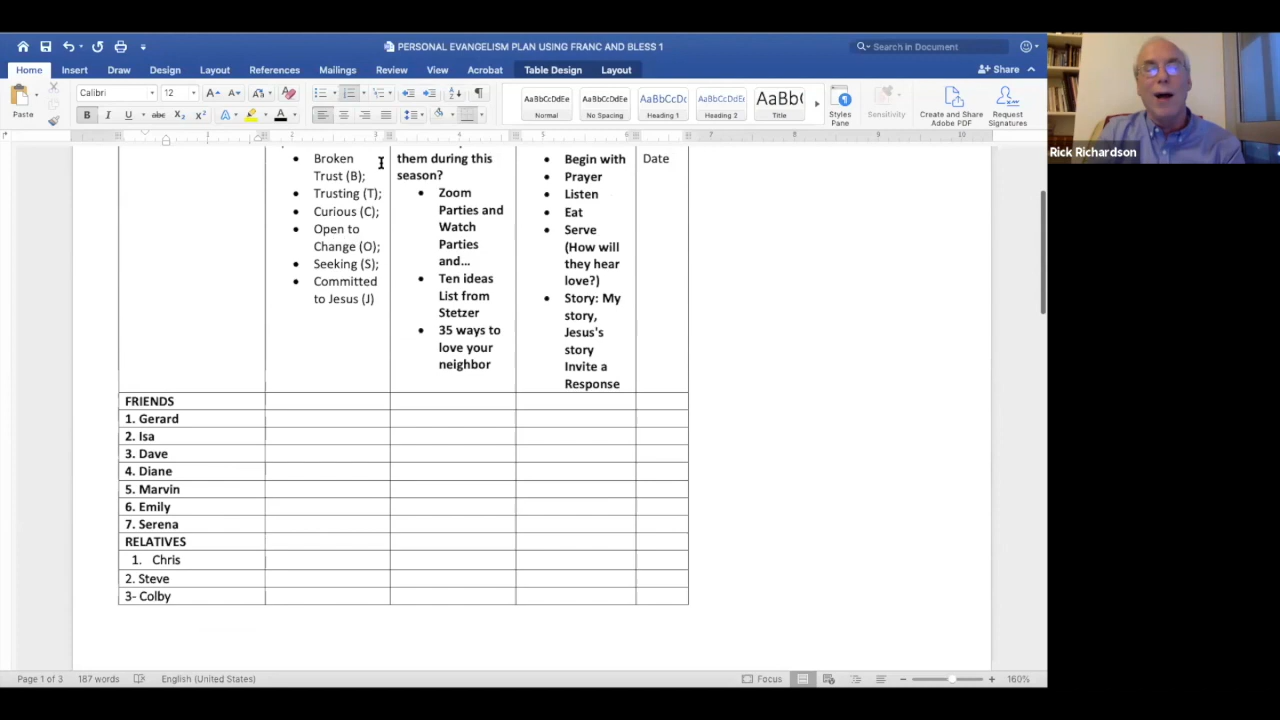 PERSONAL EVANGELISM PLAN USING FRANC AND BLESS 1
Search in Document
Home Insert Draw Design Layout References Mailings Review View Acrobat Table Design Layout
Share
Paste
Calibri
12
AaBbCcDdEe
Normal
AaBbCcDdEe
No Spacing
AaBbCcDc
Heading 1
AaBbCcDdEe
Heading 2
AaBb(
Title
Styles
Pane
Sensitivity
Create and Share
Adobe PDF
Request
Signatures
Rick Richardson
• Broken
Trust (B);
• Trusting (T);
• Curious (C);
• Open to
Change (O);
• Seeking (S);
• Committed
to Jesus (J)
them during this
season?
• Zoom
Parties and
Watch
Parties
and...
• Ten ideas
List from
Stetzer
• 35 ways to
love your
neighbor
• Begin with
• Prayer
• Listen
• Eat
• Serve
(How will
they hear
love?)
• Story: My
story,
Jesus's
story
Invite a
Response
Date
FRIENDS
1. Gerard
2. Isa
3. Dave
4. Diane
5. Marvin
6. Emily
7. Serena
RELATIVES
1. Chris
2. Steve
3- Colby
Page 1 of 3 187 words English (United States) Focus 160%